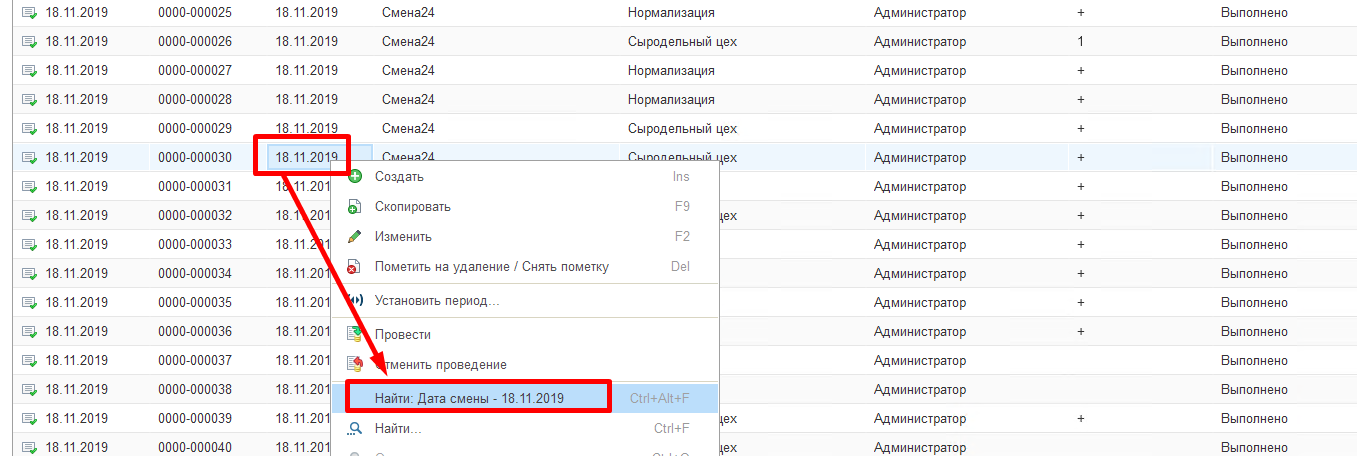 18.11.2019 0000-000025 18.11.2019 Смена24 Нормализация Администратор + Выполнено
18.11.2019 0000-000026 18.11.2019 Смена24 Сыродельный цех Администратор 1 Выполнено
18.11.2019 0000-000027 18.11.2019 Смена24 Нормализация Администратор + Выполнено
18.11.2019 0000-000028 18.11.2019 Смена24 Нормализация Администратор + Выполнено
18.11.2019 0000-000029 18.11.2019 Смена24 Сыродельный цех Администратор + Выполнено
18.11.2019 0000-000030 18.11.2019 Смена24 Сыродельный цех Администратор + Выполнено
18.11.2019 0000-000031 18.11.201 Администратор + Выполнено
18.11.2019 0000-000032 18.11.201 цех Администратор + Выполнено
18.11.2019 0000-000033 18.11.201 Администратор + Выполнено
18.11.2019 0000-000034 18.11.201 Администратор + Выполнено
18.11.2019 0000-000035 18.11.201 Администратор + Выполнено
18.11.2019 0000-000036 18.11.201 Администратор + Выполнено
18.11.2019 0000-000037 18.11.201 Администратор Выполнено
18.11.2019 0000-000038 18.11.201 Администратор Выполнено
18.11.2019 0000-000039 18.11.201 цех Администратор + Выполнено
18.11.2019 0000-000040 18.11.201 цех Администратор Выполнено
Создать Ins
Скопировать F9
Изменить F2
Пометить на удаление / Снять пометку Del
Установить период...
Провести
Отменить проведение
Найти: Дата смены - 18.11.2019 Ctrl+Alt+F
Найти... Ctrl+F